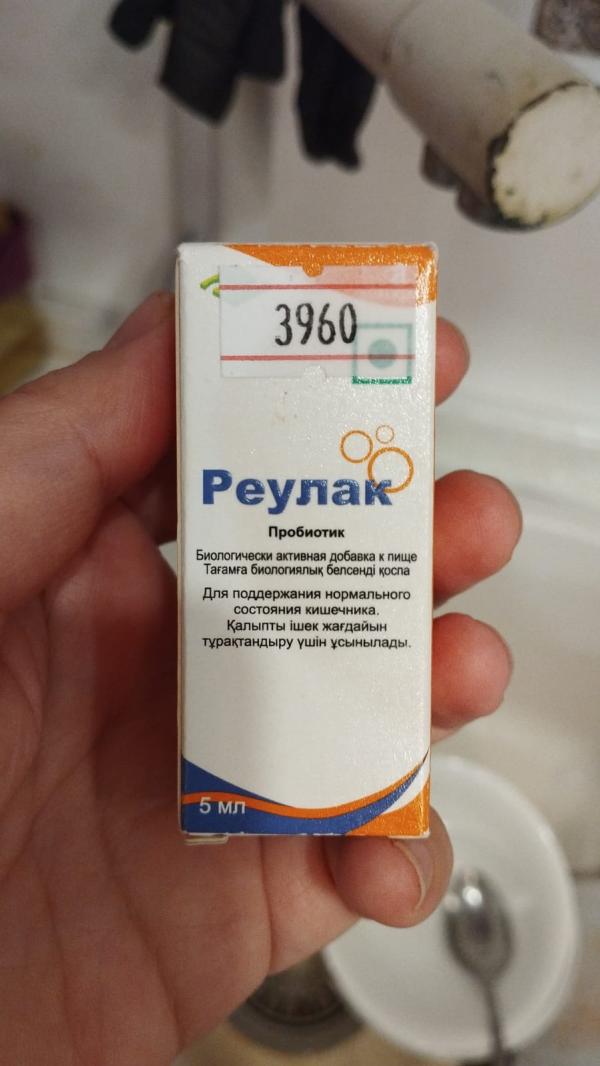 3960
Реулак
Пробиотик
Биологически активная добавка к пище
Тағамға биологиялық белсенді қоспа
Для поддержания нормального
состояния кишечника.
Қалыпты ішек жағдайын
тұрақтандыру үшін ұсынылады.
5 мл